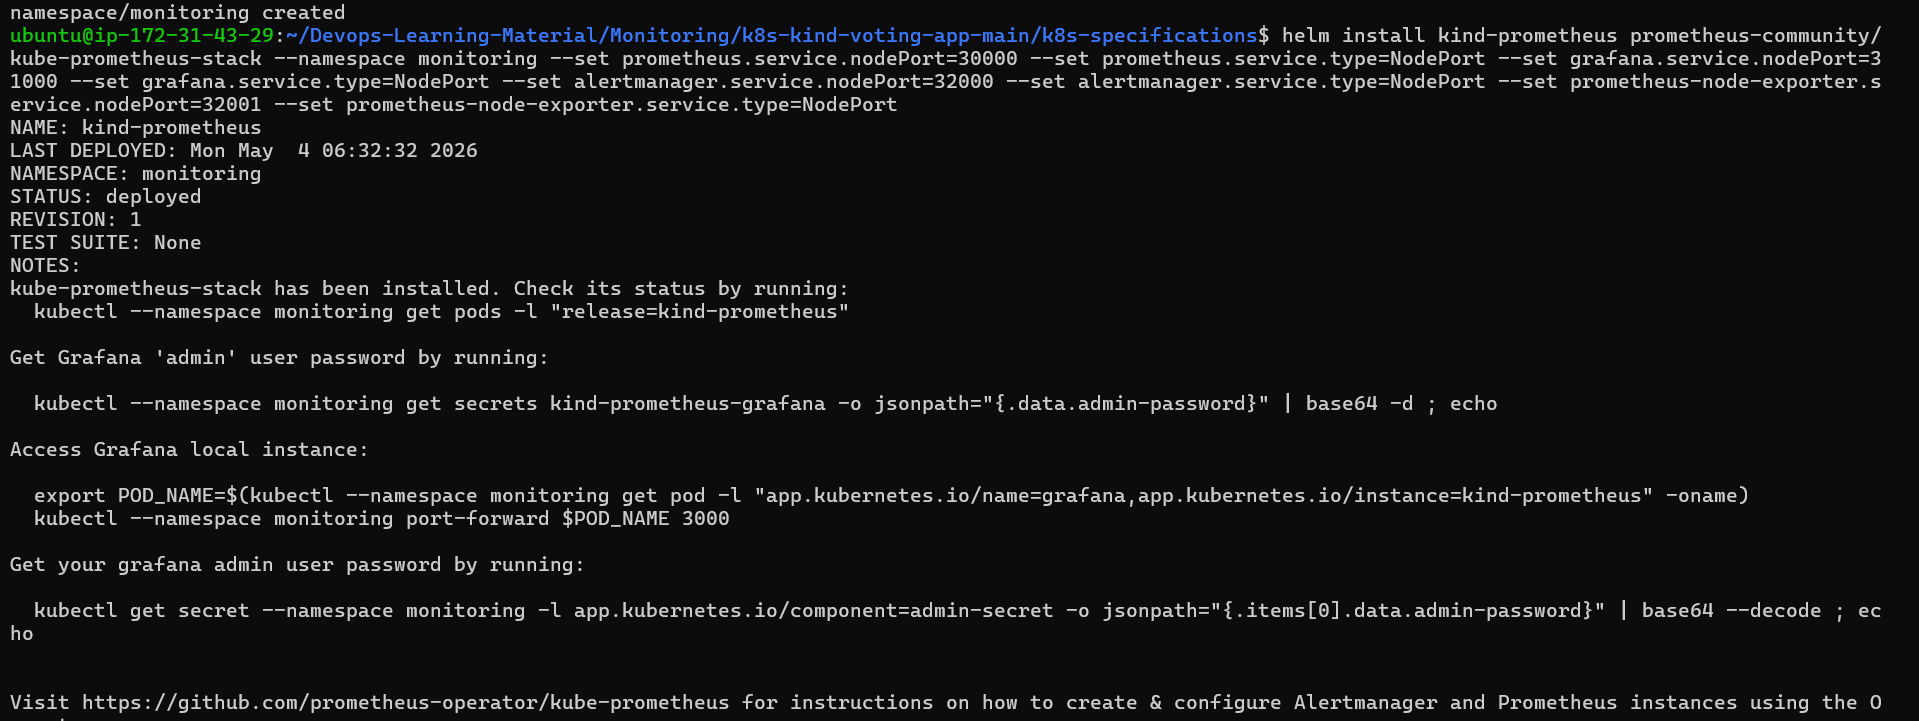 namespace/monitoring created
ubuntu@ip-172-31-43-29:~/Devops-Learning-Material/Monitoring/k8s-kind-voting-app-main/k8s-specifications$ helm install kind-prometheus prometheus-community/
kube-prometheus-stack --namespace monitoring --set prometheus.service.nodePort=30000 --set prometheus.service.type=NodePort --set grafana.service.nodePort=3
1000 --set grafana.service.type=NodePort --set alertmanager.service.nodePort=32000 --set alertmanager.service.type=NodePort --set prometheus-node-exporter.s
ervice.nodePort=32001 --set prometheus-node-exporter.service.type=NodePort
NAME: kind-prometheus
LAST DEPLOYED: Mon May  4 06:32:32 2026
NAMESPACE: monitoring
STATUS: deployed
REVISION: 1
TEST SUITE: None
NOTES:
kube-prometheus-stack has been installed. Check its status by running:
  kubectl --namespace monitoring get pods -l "release=kind-prometheus"

Get Grafana 'admin' user password by running:

  kubectl --namespace monitoring get secrets kind-prometheus-grafana -o jsonpath="{.data.admin-password}" | base64 -d ; echo

Access Grafana local instance:

  export POD_NAME=$(kubectl --namespace monitoring get pod -l "app.kubernetes.io/name=grafana,app.kubernetes.io/instance=kind-prometheus" -oname)
  kubectl --namespace monitoring port-forward $POD_NAME 3000

Get your grafana admin user password by running:

  kubectl get secret --namespace monitoring -l app.kubernetes.io/component=admin-secret -o jsonpath="{.items[0].data.admin-password}" | base64 --decode ; ec
ho

Visit https://github.com/prometheus-operator/kube-prometheus for instructions on how to create & configure Alertmanager and Prometheus instances using the O